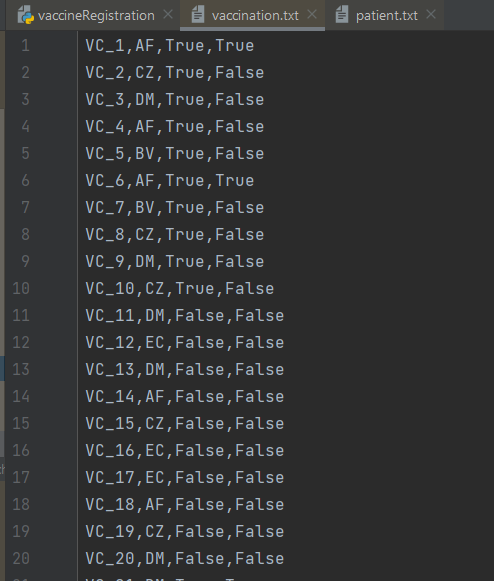 vaccineRegistration vaccination.txt patient.txt
1 VC_1,AF,True,True
2 VC_2,CZ,True,False
3 VC_3,DM,True,False
4 VC_4,AF,True,False
5 VC_5,BV,True,False
6 VC_6,AF,True,True
7 VC_7,BV,True,False
8 VC_8,CZ,True,False
9 VC_9,DM,True,False
10 VC_10,CZ,True,False
11 VC_11,DM,False,False
12 VC_12,EC,False,False
13 VC_13,DM,False,False
14 VC_14,AF,False,False
15 VC_15,CZ,False,False
16 VC_16,EC,False,False
17 VC_17,EC,False,False
18 VC_18,AF,False,False
19 VC_19,CZ,False,False
20 VC_20,DM,False,False